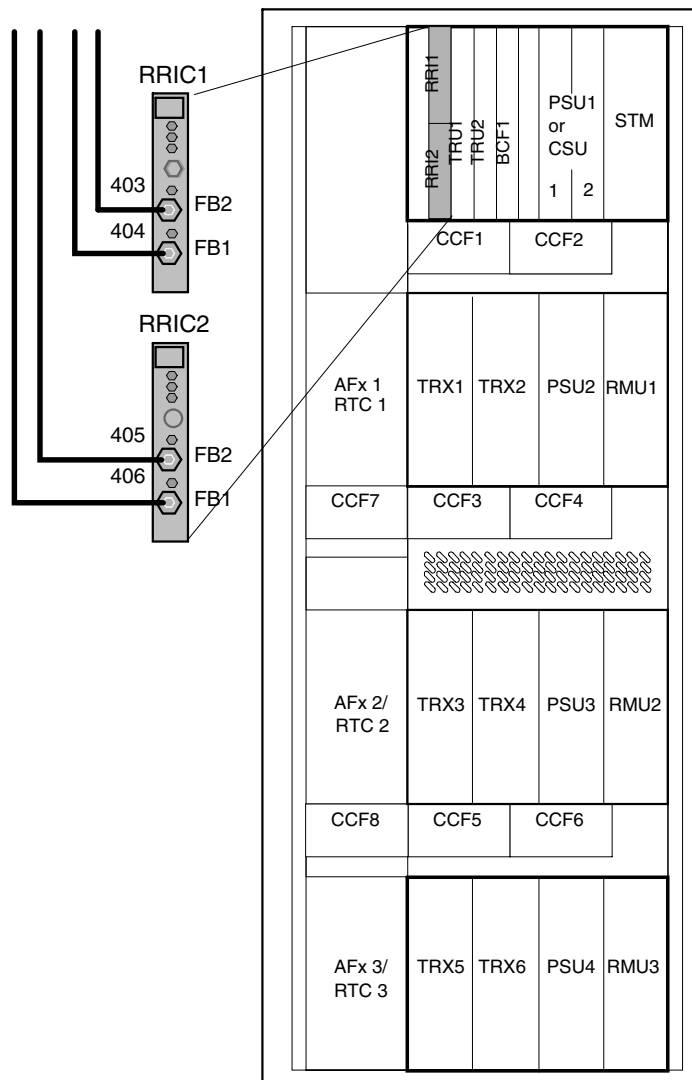 RRIC1
403
FB2
404
FB1
RRIC2
405
FB2
406
FB1
RRI1
RRI2
TRU1
TRU2
BCF1
PSU1
or
CSU
1
2
STM
CCF1
CCF2
AFx 1
RTC 1
TRX1
TRX2
PSU2
RMU1
CCF7
CCF3
CCF4
AFx 2/
RTC 2
TRX3
TRX4
PSU3
RMU2
CCF8
CCF5
CCF6
AFx 3/
RTC 3
TRX5
TRX6
PSU4
RMU3